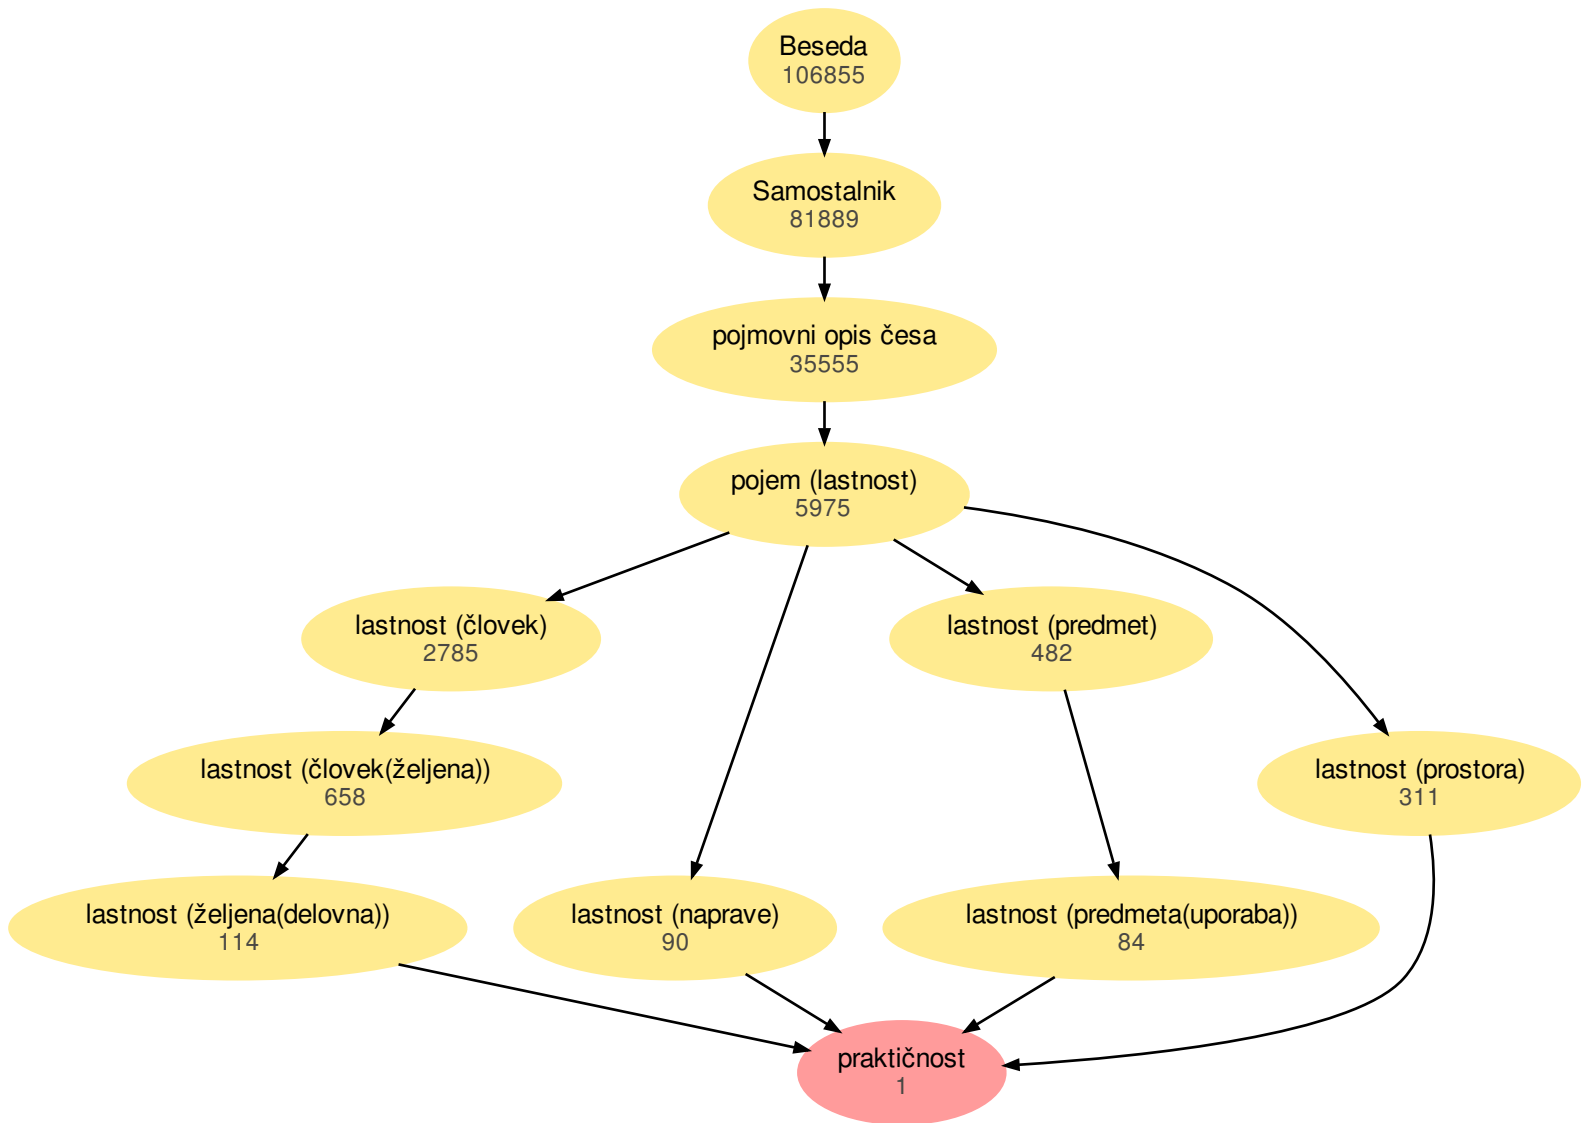 Beseda
106855
Samostalnik
81889
pojmovni opis česa
35555
pojem (lastnost)
5975
lastnost (človek)
2785
lastnost (predmet)
482
lastnost (človek(željena))
658
lastnost (prostora)
311
lastnost (željena(delovna))
114
lastnost (naprave)
90
lastnost (predmeta(uporaba))
84
praktičnost
1